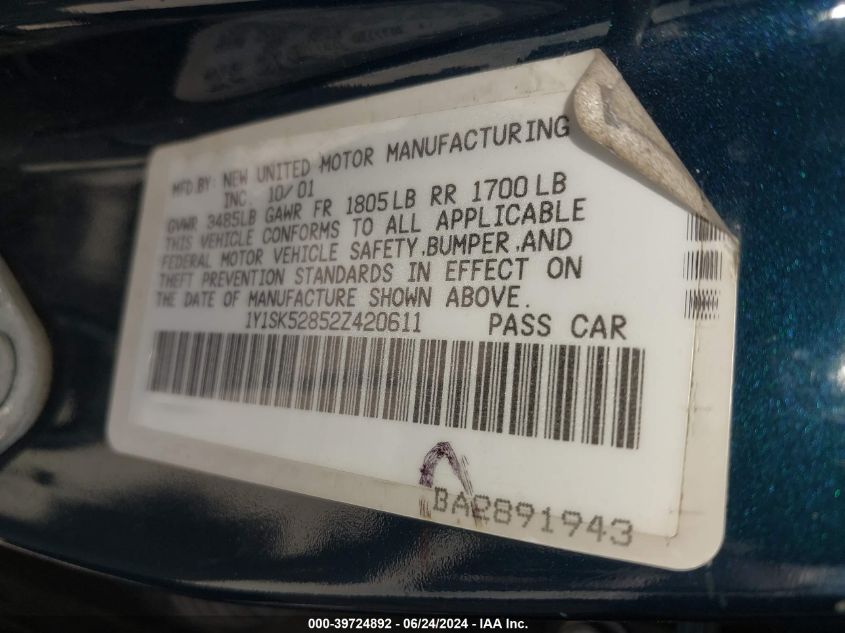 MFD.BY: NEW UNITED MOTOR MANUFACTURING
INC. 10/01
GVWR 3485LB GAWR FR 1805LB RR 1700LB
THIS VEHICLE CONFORMS TO ALL APPLICABLE
FEDERAL MOTOR VEHICLE SAFETY,BUMPER,AND
THEFT PREVENTION STANDARDS IN EFFECT ON
THE DATE OF MANUFACTURE SHOWN ABOVE.
1Y1SK52852Z420611 PASS CAR
BA2891943
000-39724892 - 06/24/2024 - IAA Inc.